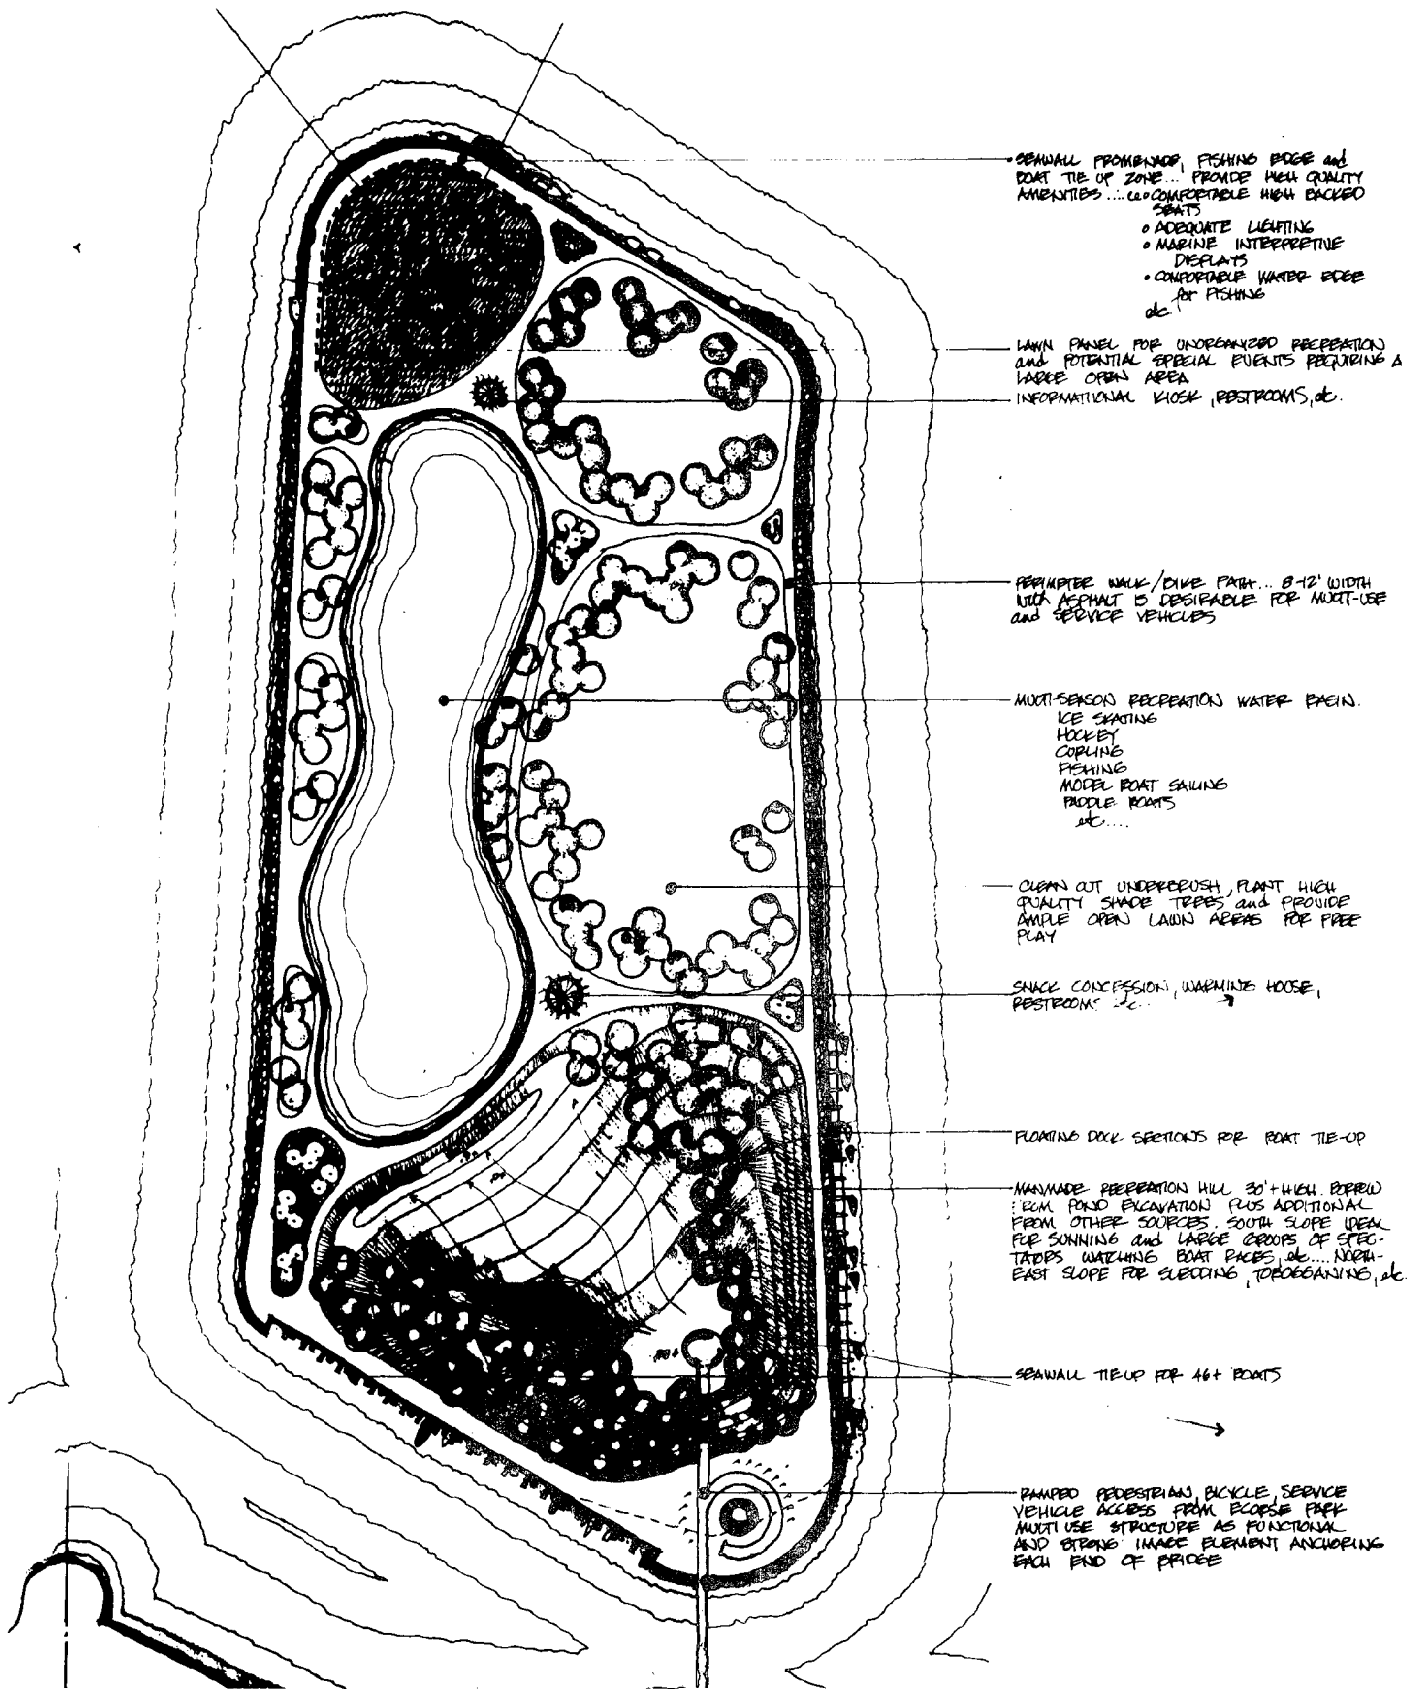 • SEAWALL PROMENADE, FISHING EDGE and
BOAT TIE UP ZONE... PROVIDE HIGH QUALITY
AMENITIES .... i.e. • COMFORTABLE HIGH BACKED
SEATS
• ADEQUATE LIGHTING
• MARINE INTERPRETIVE
DISPLAYS
• COMFORTABLE WATER EDGE
for FISHING
etc.
LAWN PANEL FOR UNORGANIZED RECREATION
and POTENTIAL SPECIAL EVENTS REQUIRING A
LARGE OPEN AREA
INFORMATIONAL KIOSK, RESTROOMS, etc.
PERIMETER WALK/BIKE PATH... 8-12' WIDTH
ASPHALT IS DESIRABLE FOR MULTI-USE
and SERVICE VEHICLES
MULTI-SEASON RECREATION WATER BASIN.
ICE SKATING
HOCKEY
CURLING
FISHING
MODEL BOAT SAILING
PADDLE BOATS
etc....
CLEAN OUT UNDERBRUSH, PLANT HIGH
QUALITY SHADE TREES and PROVIDE
AMPLE OPEN LAWN AREAS FOR FREE
PLAY
SNACK CONCESSION, WARMING HOUSE,
RESTROOMS etc...
FLOATING DOCK SECTIONS FOR BOAT TIE-UP
MANMADE RECREATION HILL 30'+ HIGH. BORROW
FROM POND EXCAVATION PLUS ADDITIONAL
FROM OTHER SOURCES. SOUTH SLOPE IDEAL
FOR SUNNING and LARGE GROUPS OF SPEC-
TATORS WATCHING BOAT RACES, etc.... NORTH-
EAST SLOPE FOR SLEDDING, TOBOGGANING, etc.
SEAWALL TIE UP FOR 46+ BOATS
RAMPED PEDESTRIAN, BICYCLE, SERVICE
VEHICLE ACCESS FROM ECORSE PARK
MULTI USE STRUCTURE AS FUNCTIONAL
AND STRONG IMAGE ELEMENT ANCHORING
EACH END OF BRIDGE